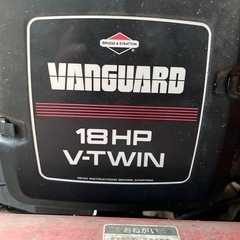 BRIGGS & STRATTON
VANGUARD
18HP
V-TWIN
READ INSTRUCTIONS BEFORE STARTING
おねがい